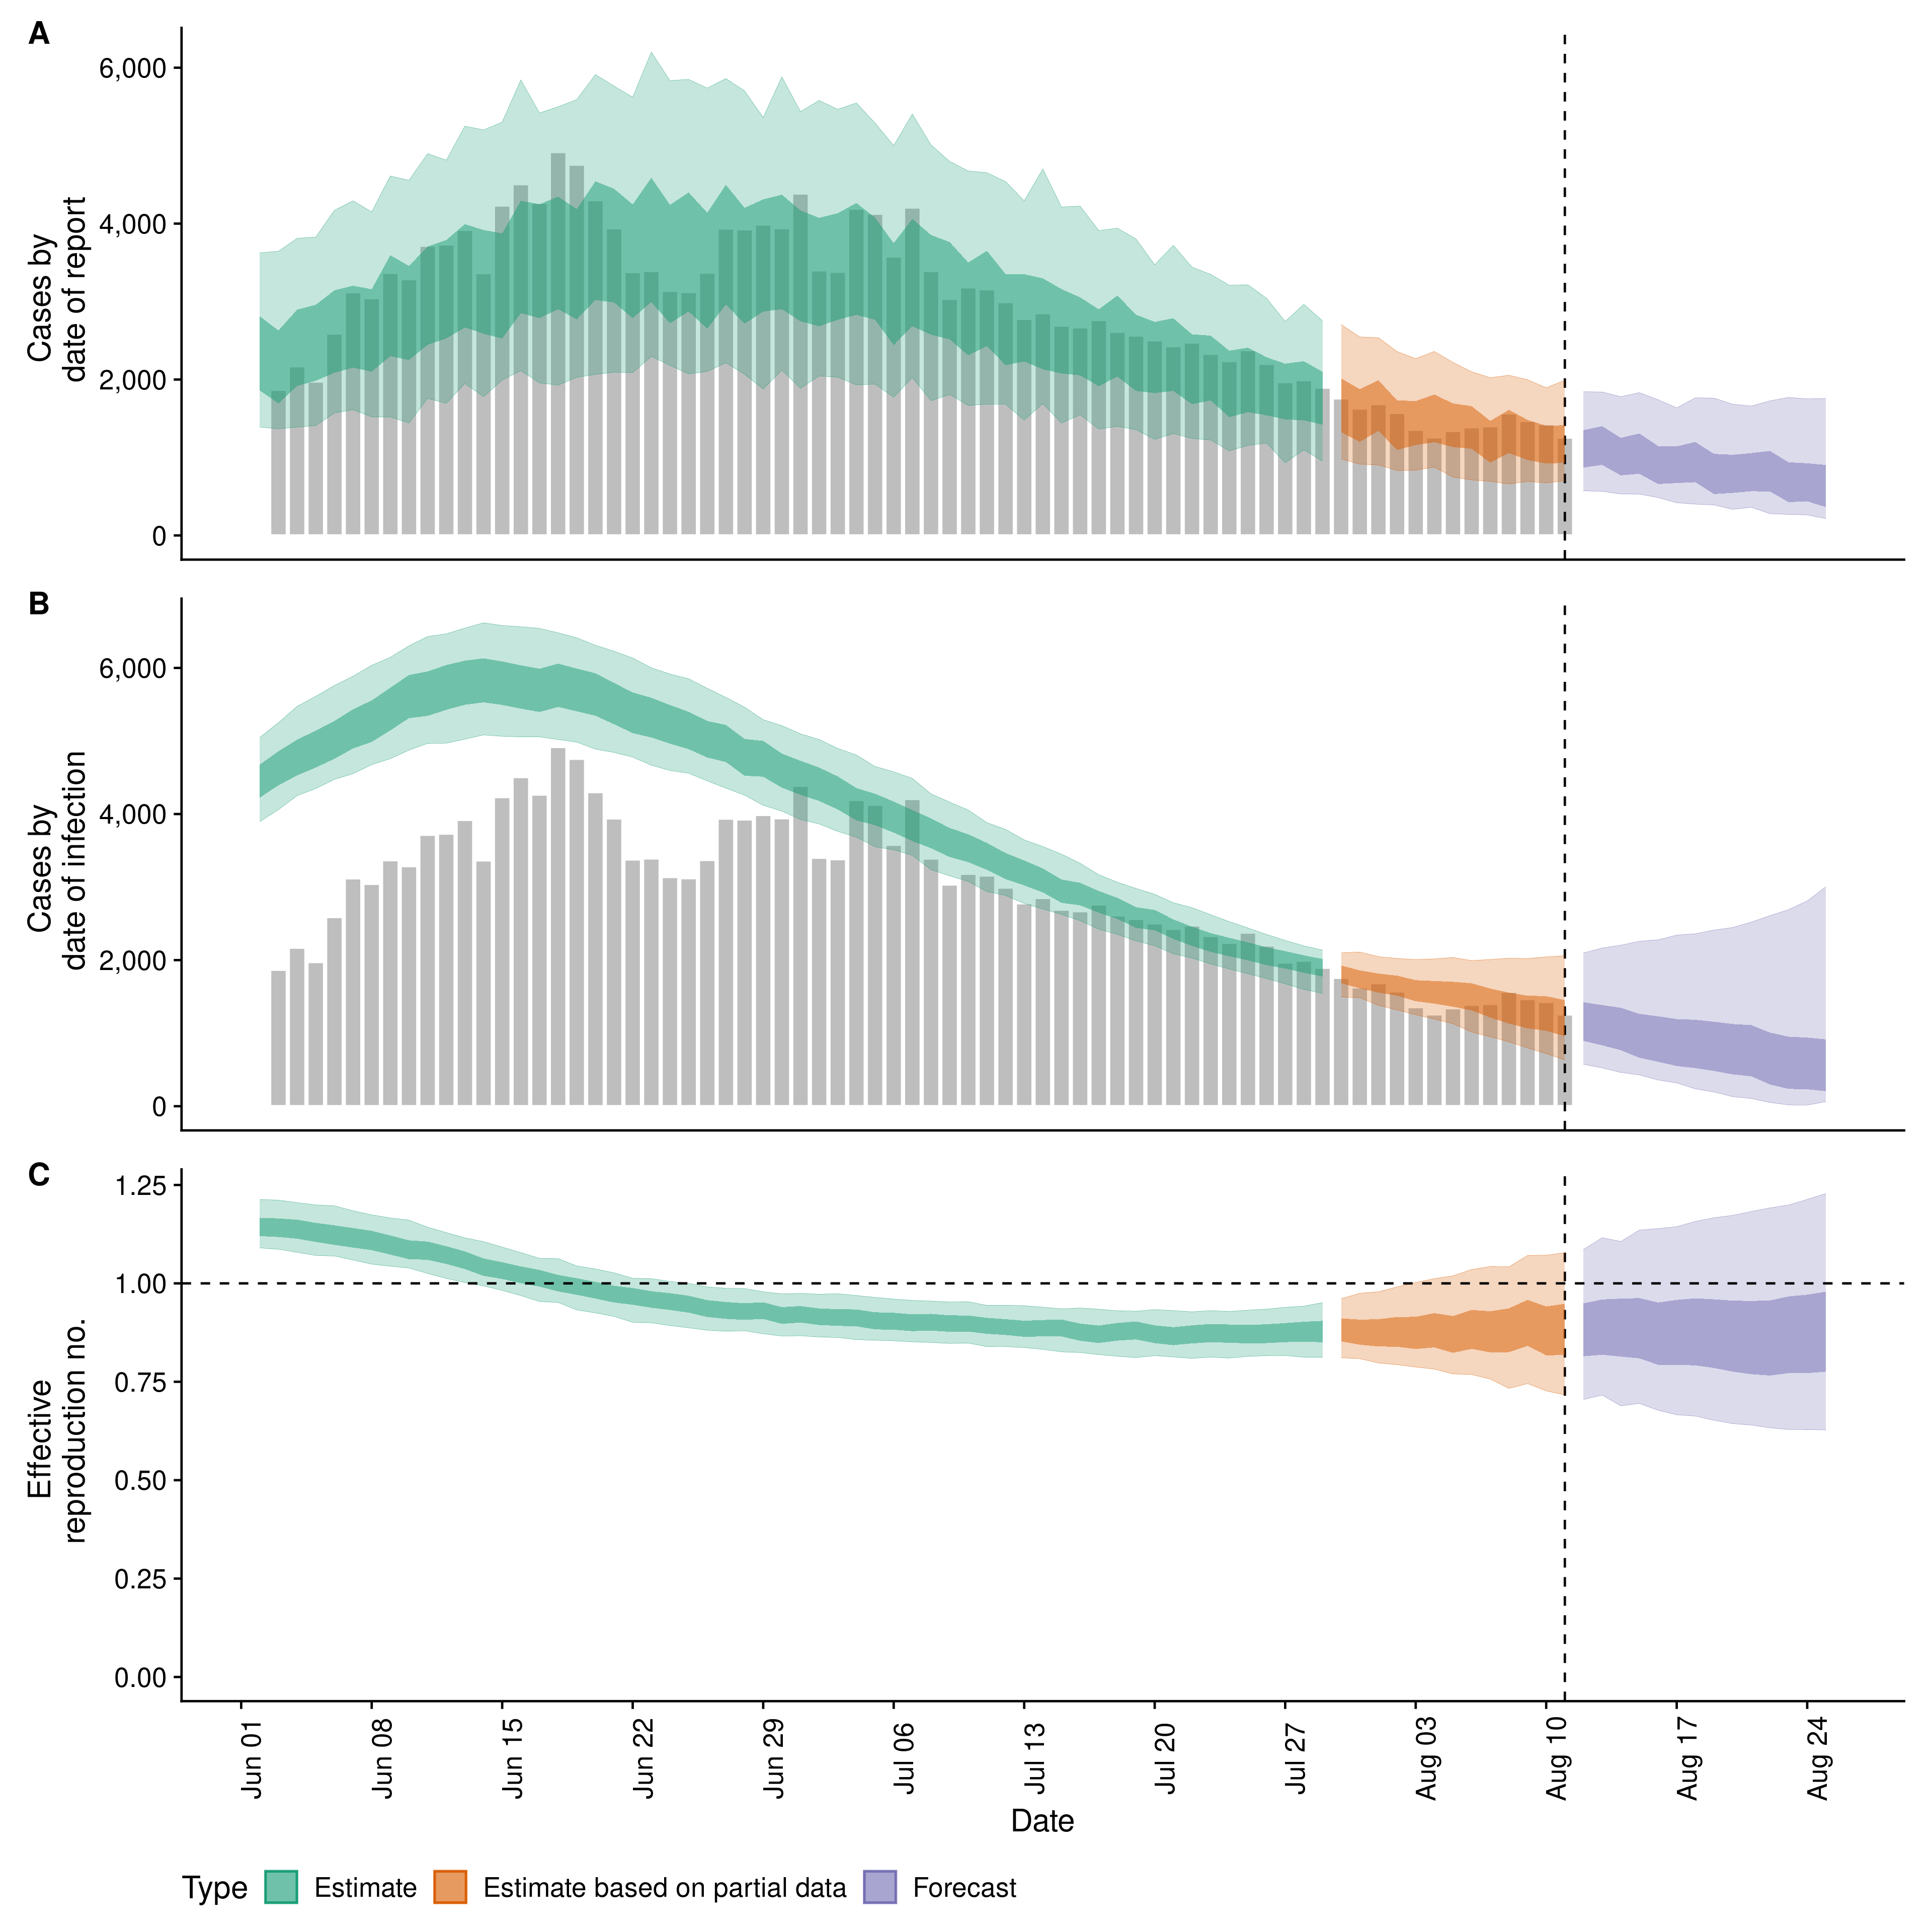 A
6,000
4,000
2,000
0
Cases by
date of report
B
6,000
4,000
2,000
0
Cases by
date of infection
C
1.25
1.00
0.75
0.50
0.25
0.00
Effective
reproduction no.
Jun 01
Jun 08
Jun 15
Jun 22
Jun 29
Jul 06
Jul 13
Jul 20
Jul 27
Aug 03
Aug 10
Aug 17
Aug 24
Date
Type Estimate Estimate based on partial data Forecast